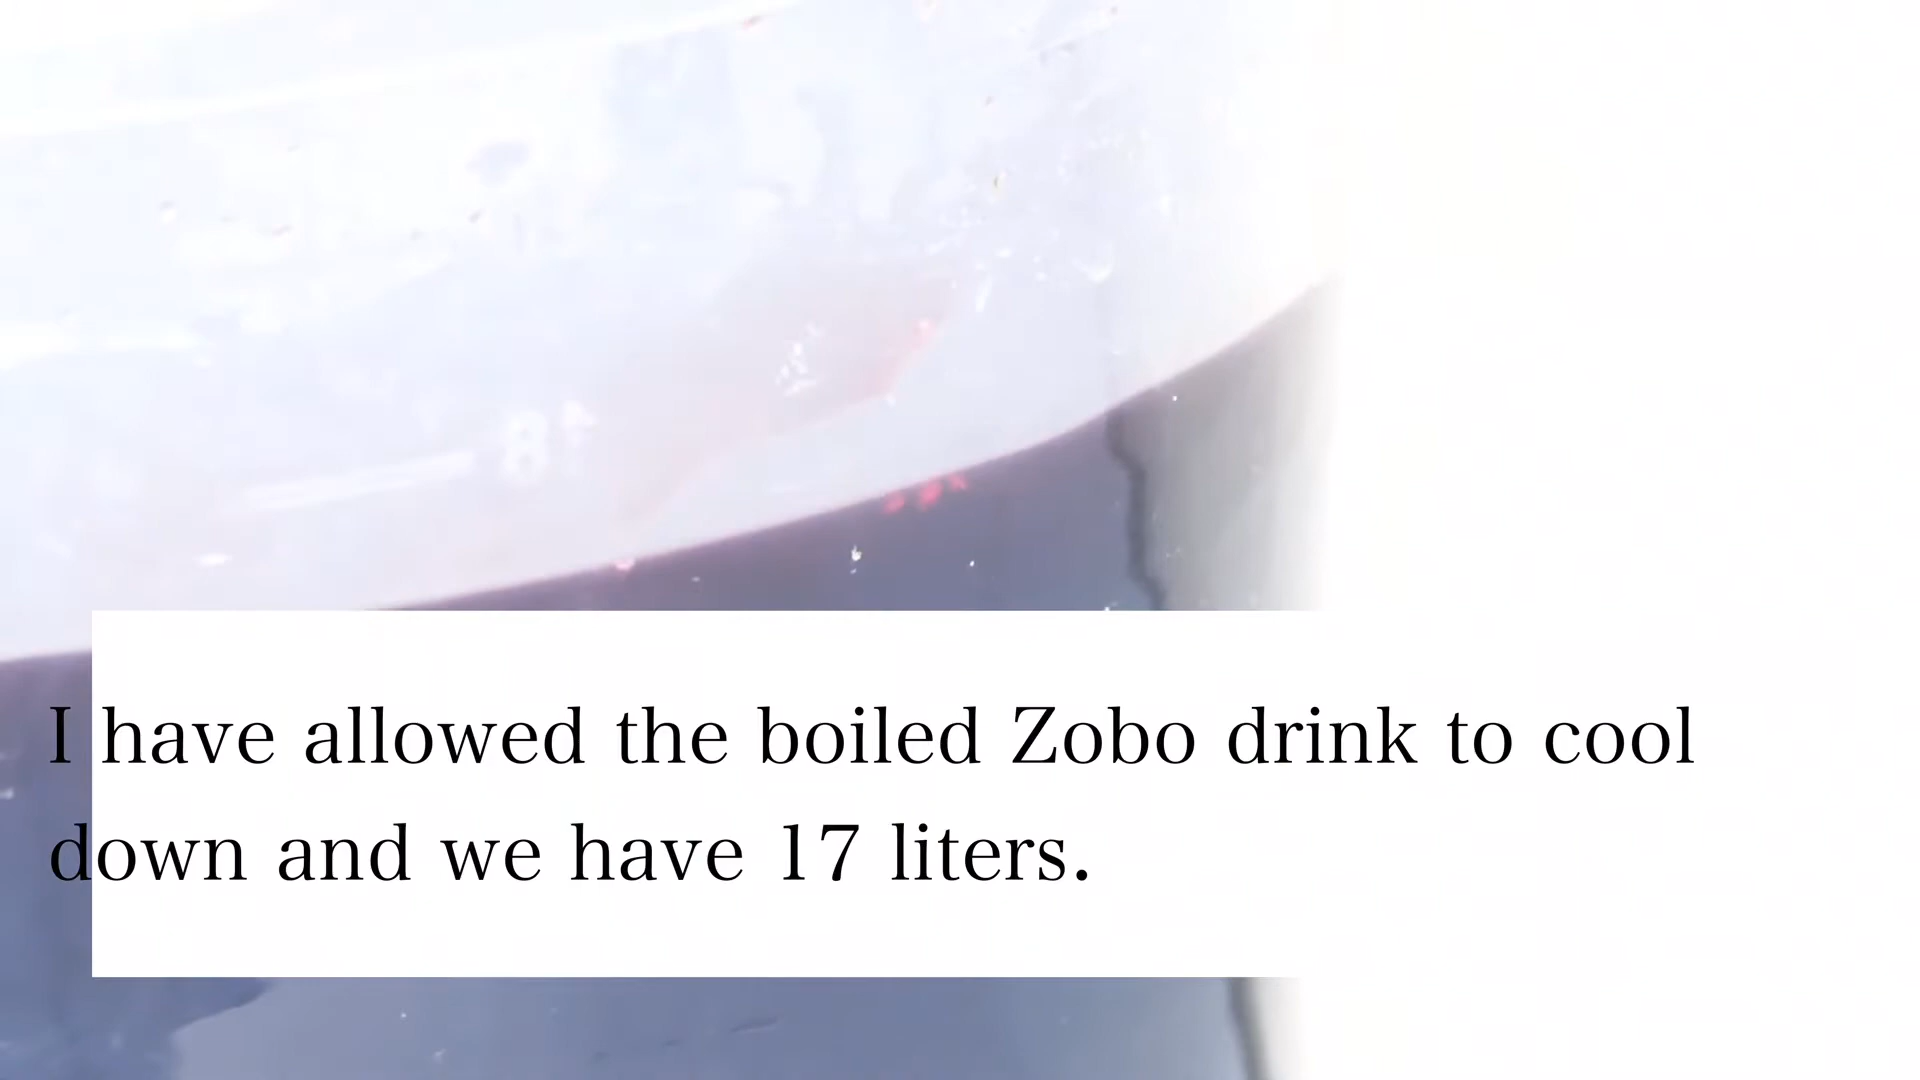 I have allowed the boiled Zobo drink to cool
down and we have 17 liters.